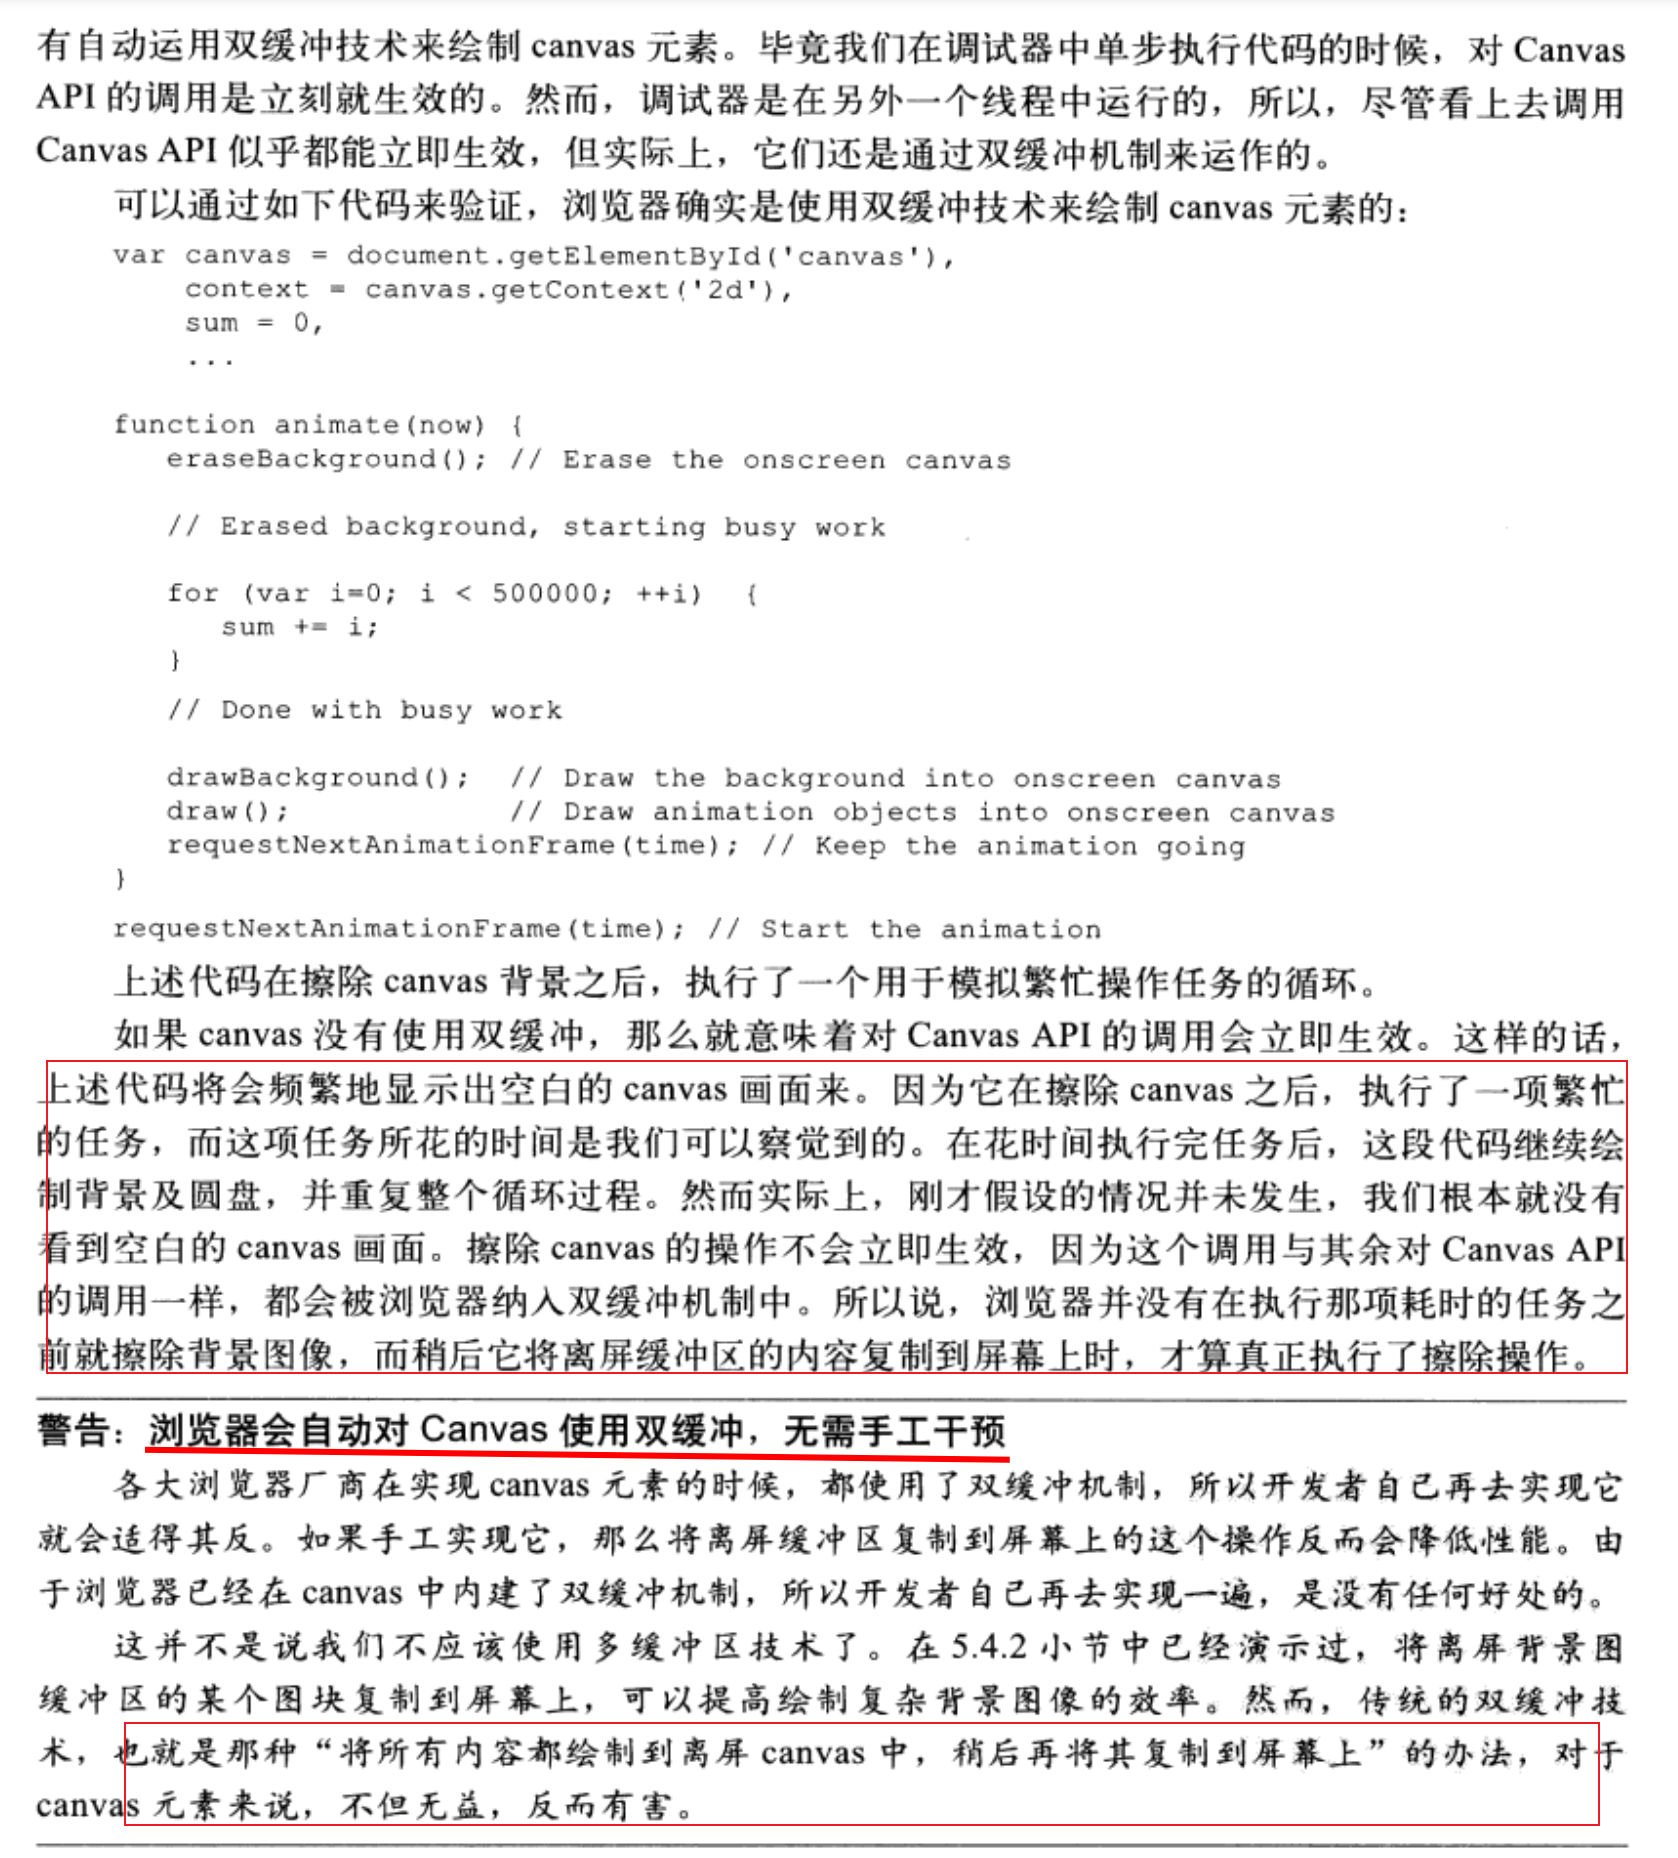 有自动运用双缓冲技术来绘制 canvas 元素。毕竟我们在调试器中单步执行代码的时候，对 Canvas
API 的调用是立刻就生效的。然而，调试器是在另外一个线程中运行的，所以，尽管看上去调用
Canvas API 似乎都能立即生效，但实际上，它们还是通过双缓冲机制来运作的。
可以通过如下代码来验证，浏览器确实是使用双缓冲技术来绘制 canvas 元素的：
var canvas = document.getElementById('canvas'),
context = canvas.getContext('2d'),
sum = 0,
...
function animate(now) {
eraseBackground(); // Erase the onscreen canvas
// Erased background, starting busy work
for (var i=0; i < 500000; ++i) {
sum += i;
}
// Done with busy work
drawBackground(); // Draw the background into onscreen canvas
draw(); // Draw animation objects into onscreen canvas
requestNextAnimationFrame(time); // Keep the animation going
}
requestNextAnimationFrame(time); // Start the animation
上述代码在擦除 canvas 背景之后，执行了一个用于模拟繁忙操作任务的循环。
如果 canvas 没有使用双缓冲，那么就意味着对 Canvas API 的调用会立即生效。这样的话，
上述代码将会频繁地显示出空白的 canvas 画面来。因为它在擦除 canvas 之后，执行了一项繁忙
的任务，而这项任务所花的时间是我们可以察觉到的。在花时间执行完任务后，这段代码继续绘
制背景及圆盘，并重复整个循环过程。然而实际上，刚才假设的情况并未发生，我们根本就没有
看到空白的 canvas 画面。擦除 canvas 的操作不会立即生效，因为这个调用与其余对 Canvas API
的调用一样，都会被浏览器纳入双缓冲机制中。所以说，浏览器并没有在执行那项耗时的任务之
前就擦除背景图像，而稍后它将离屏缓冲区的内容复制到屏幕上时，才算真正执行了擦除操作。
警告：浏览器会自动对 Canvas 使用双缓冲，无需手工干预
各大浏览器厂商在实现 canvas 元素的时候，都使用了双缓冲机制，所以开发者自己再去实现它
就会适得其反。如果手工实现它，那么将离屏缓冲区复制到屏幕上的这个操作反而会降低性能。由
于浏览器已经在 canvas 中内建了双缓冲机制，所以开发者自己再去实现一遍，是没有任何好处的。
这并不是说我们不应该使用多缓冲区技术了。在 5.4.2 小节中已经演示过，将离屏背景图
缓冲区的某个图块复制到屏幕上，可以提高绘制复杂背景图像的效率。然而，传统的双缓冲技
术，也就是那种“将所有内容都绘制到离屏 canvas 中，稍后再将其复制到屏幕上”的办法，对于
canvas 元素来说，不但无益，反而有害。